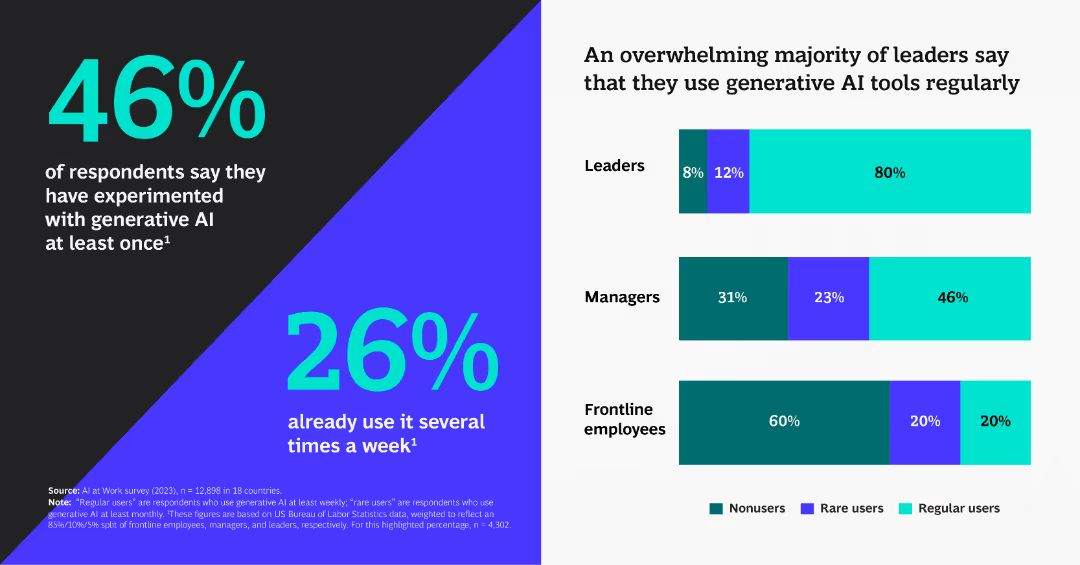 46%
of respondents say they
have experimented
with generative AI
at least once¹
26%
already use it several
times a week¹
Source: AI at Work survey (2023), n = 12,898 in 18 countries.
Note: "Regular users" are respondents who use generative AI at least weekly; "rare users" are respondents who use
generative AI at least monthly. ¹These figures are based on US Bureau of Labor Statistics data, weighted to reflect an
85%/10%/5% split of frontline employees, managers, and leaders, respectively. For this highlighted percentage, n = 4,302.
An overwhelming majority of leaders say
that they use generative AI tools regularly
Leaders
8% 12% 80%
Managers
31% 23% 46%
Frontline
employees
60% 20% 20%
Nonusers Rare users Regular users